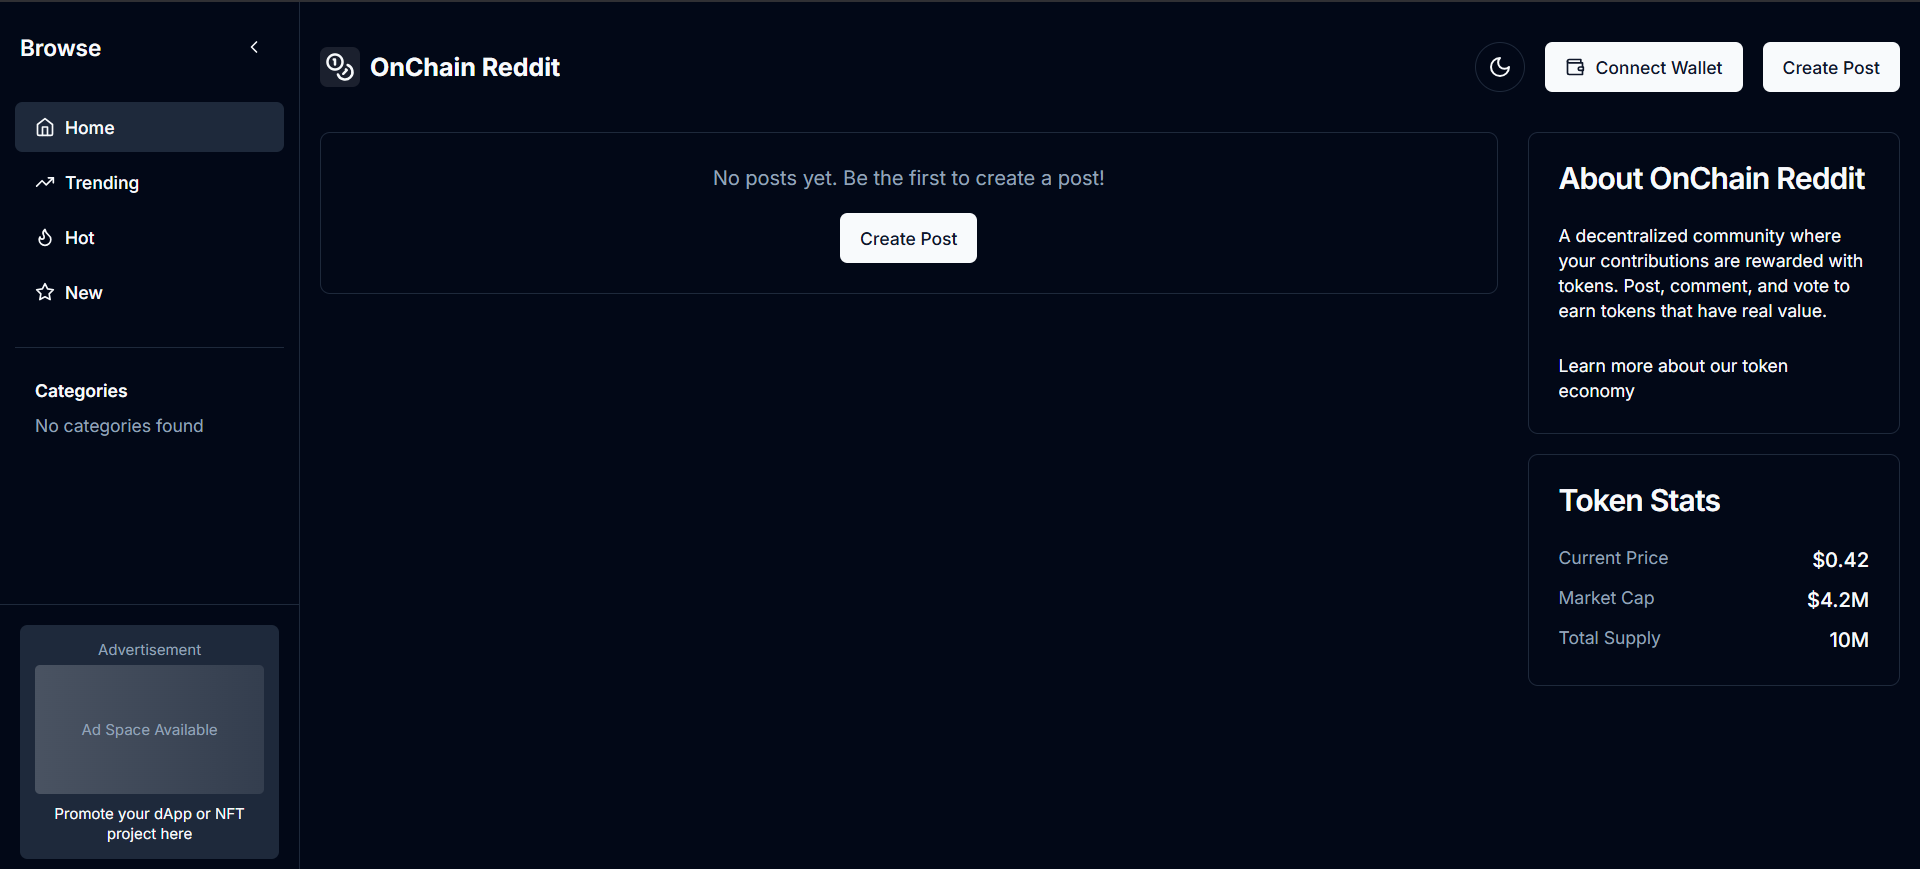 Browse
Home
Trending
Hot
New
Categories
No categories found
Advertisement
Ad Space Available
Promote your dApp or NFT
project here
OnChain Reddit
Connect Wallet
Create Post
No posts yet. Be the first to create a post!
Create Post
About OnChain Reddit
A decentralized community where
your contributions are rewarded with
tokens. Post, comment, and vote to
earn tokens that have real value.
Learn more about our token
economy
Token Stats
Current Price $0.42
Market Cap $4.2M
Total Supply 10M